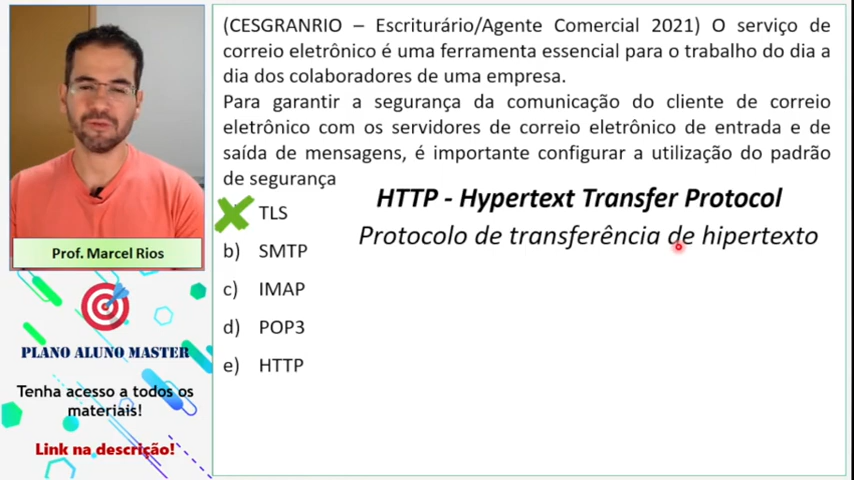 (CESGRANRIO – Escriturário/Agente Comercial 2021) O serviço de
correio eletrônico é uma ferramenta essencial para o trabalho do dia a
dia dos colaboradores de uma empresa.
Para garantir a segurança da comunicação do cliente de correio
eletrônico com os servidores de correio eletrônico de entrada e de
saída de mensagens, é importante configurar a utilização do padrão
de segurança
HTTP - Hypertext Transfer Protocol
TLS
Protocolo de transferência de hipertexto
b) SMTP
c) IMAP
d) POP3
e) HTTP
Prof. Marcel Rios
PLANO ALUNO MASTER
Tenha acesso a todos os
materiais!
Link na descrição!